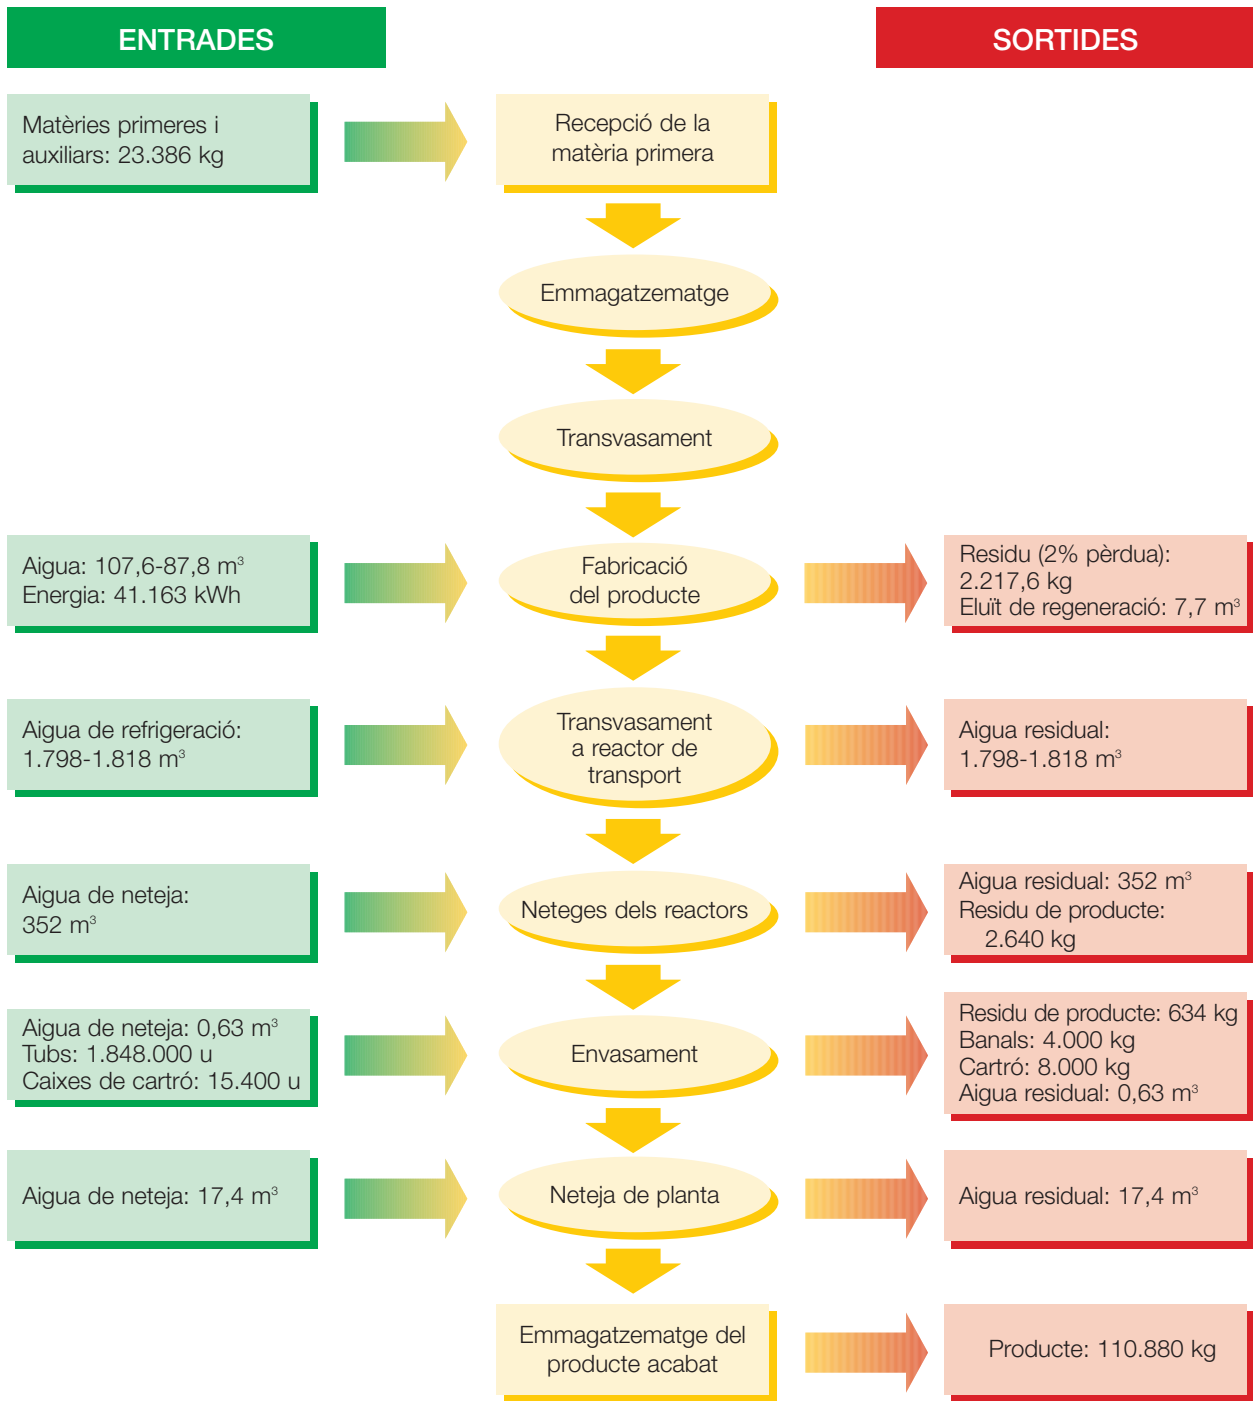 ENTRADES
SORTIDES
Matèries primeres i
auxiliars: 23.386 kg
Recepció de la
matèria primera
Emmagatzematge
Transvasament
Aigua: 107,6-87,8 m³
Energia: 41.163 kWh
Fabricació
del producte
Residu (2% pèrdua):
2.217,6 kg
Eluït de regeneració: 7,7 m³
Aigua de refrigeració:
1.798-1.818 m³
Transvasament
a reactor de
transport
Aigua residual:
1.798-1.818 m³
Aigua de neteja:
352 m³
Neteges dels reactors
Aigua residual: 352 m³
Residu de producte:
2.640 kg
Aigua de neteja: 0,63 m³
Tubs: 1.848.000 u
Caixes de cartró: 15.400 u
Envasament
Residu de producte: 634 kg
Banals: 4.000 kg
Cartró: 8.000 kg
Aigua residual: 0,63 m³
Aigua de neteja: 17,4 m³
Neteja de planta
Aigua residual: 17,4 m³
Emmagatzematge del
producte acabat
Producte: 110.880 kg